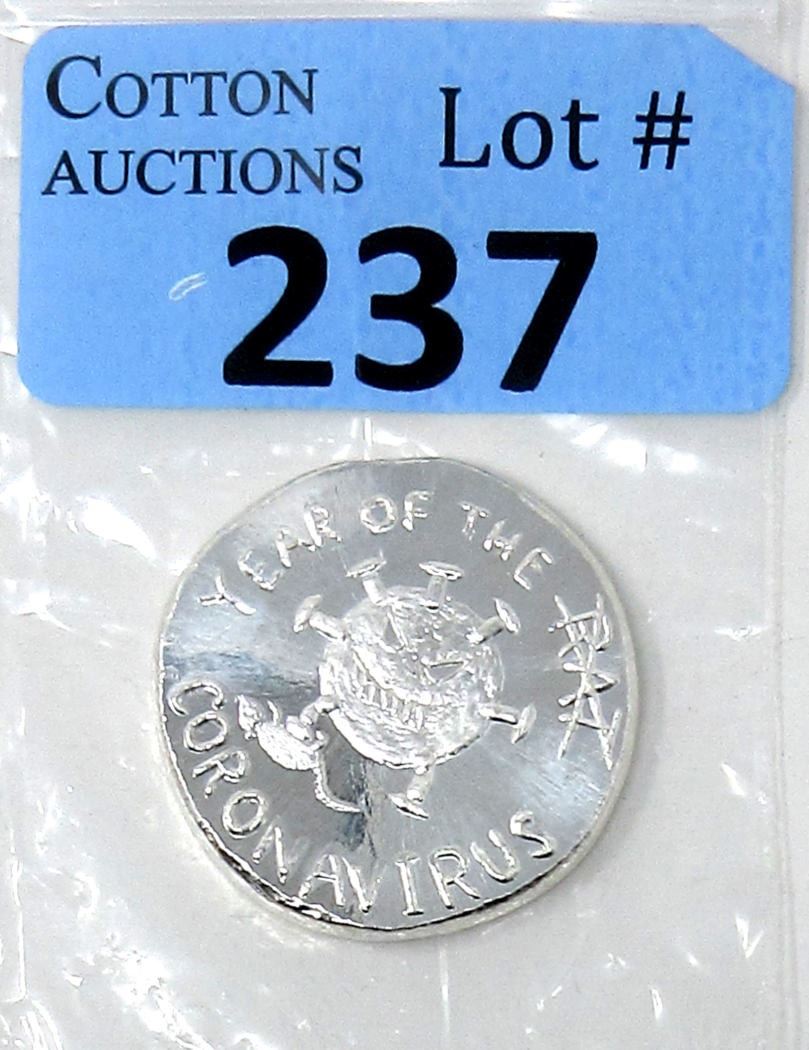 COTTON
AUCTIONS
Lot #
237
YEAR OF THE
RAT
CORONAVIRUS